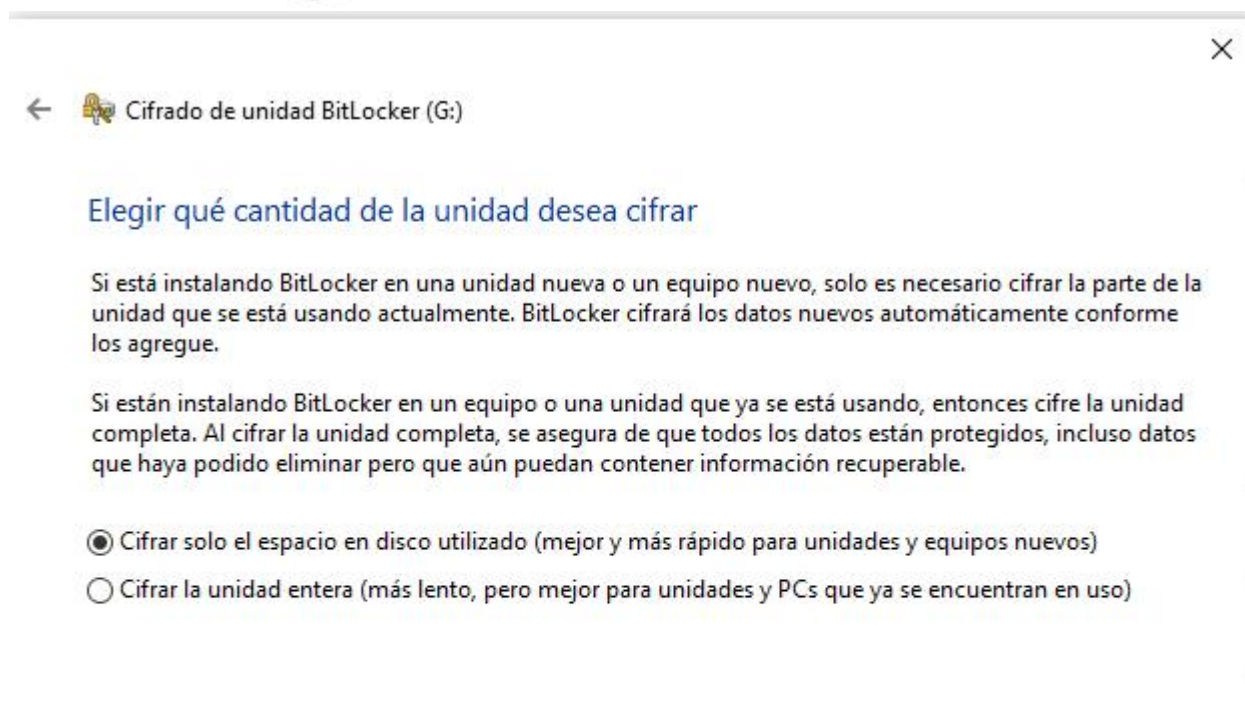 Cifrado de unidad BitLocker (G:)
Elegir qué cantidad de la unidad desea cifrar
Si está instalando BitLocker en una unidad nueva o un equipo nuevo, solo es necesario cifrar la parte de la
unidad que se está usando actualmente. BitLocker cifrará los datos nuevos automáticamente conforme
los agregue.
Si están instalando BitLocker en un equipo o una unidad que ya se está usando, entonces cifre la unidad
completa. Al cifrar la unidad completa, se asegura de que todos los datos están protegidos, incluso datos
que haya podido eliminar pero que aún puedan contener información recuperable.
Cifrar solo el espacio en disco utilizado (mejor y más rápido para unidades y equipos nuevos)
Cifrar la unidad entera (más lento, pero mejor para unidades y PCs que ya se encuentran en uso)